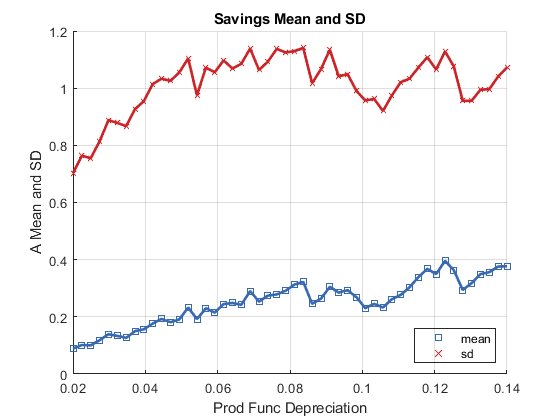 Savings Mean and SD
1.2
1
0.8
0.6
0.4
0.2
0
A Mean and SD
0.02
0.04
0.06
0.08
0.1
0.12
0.14
Prod Func Depreciation
mean
sd